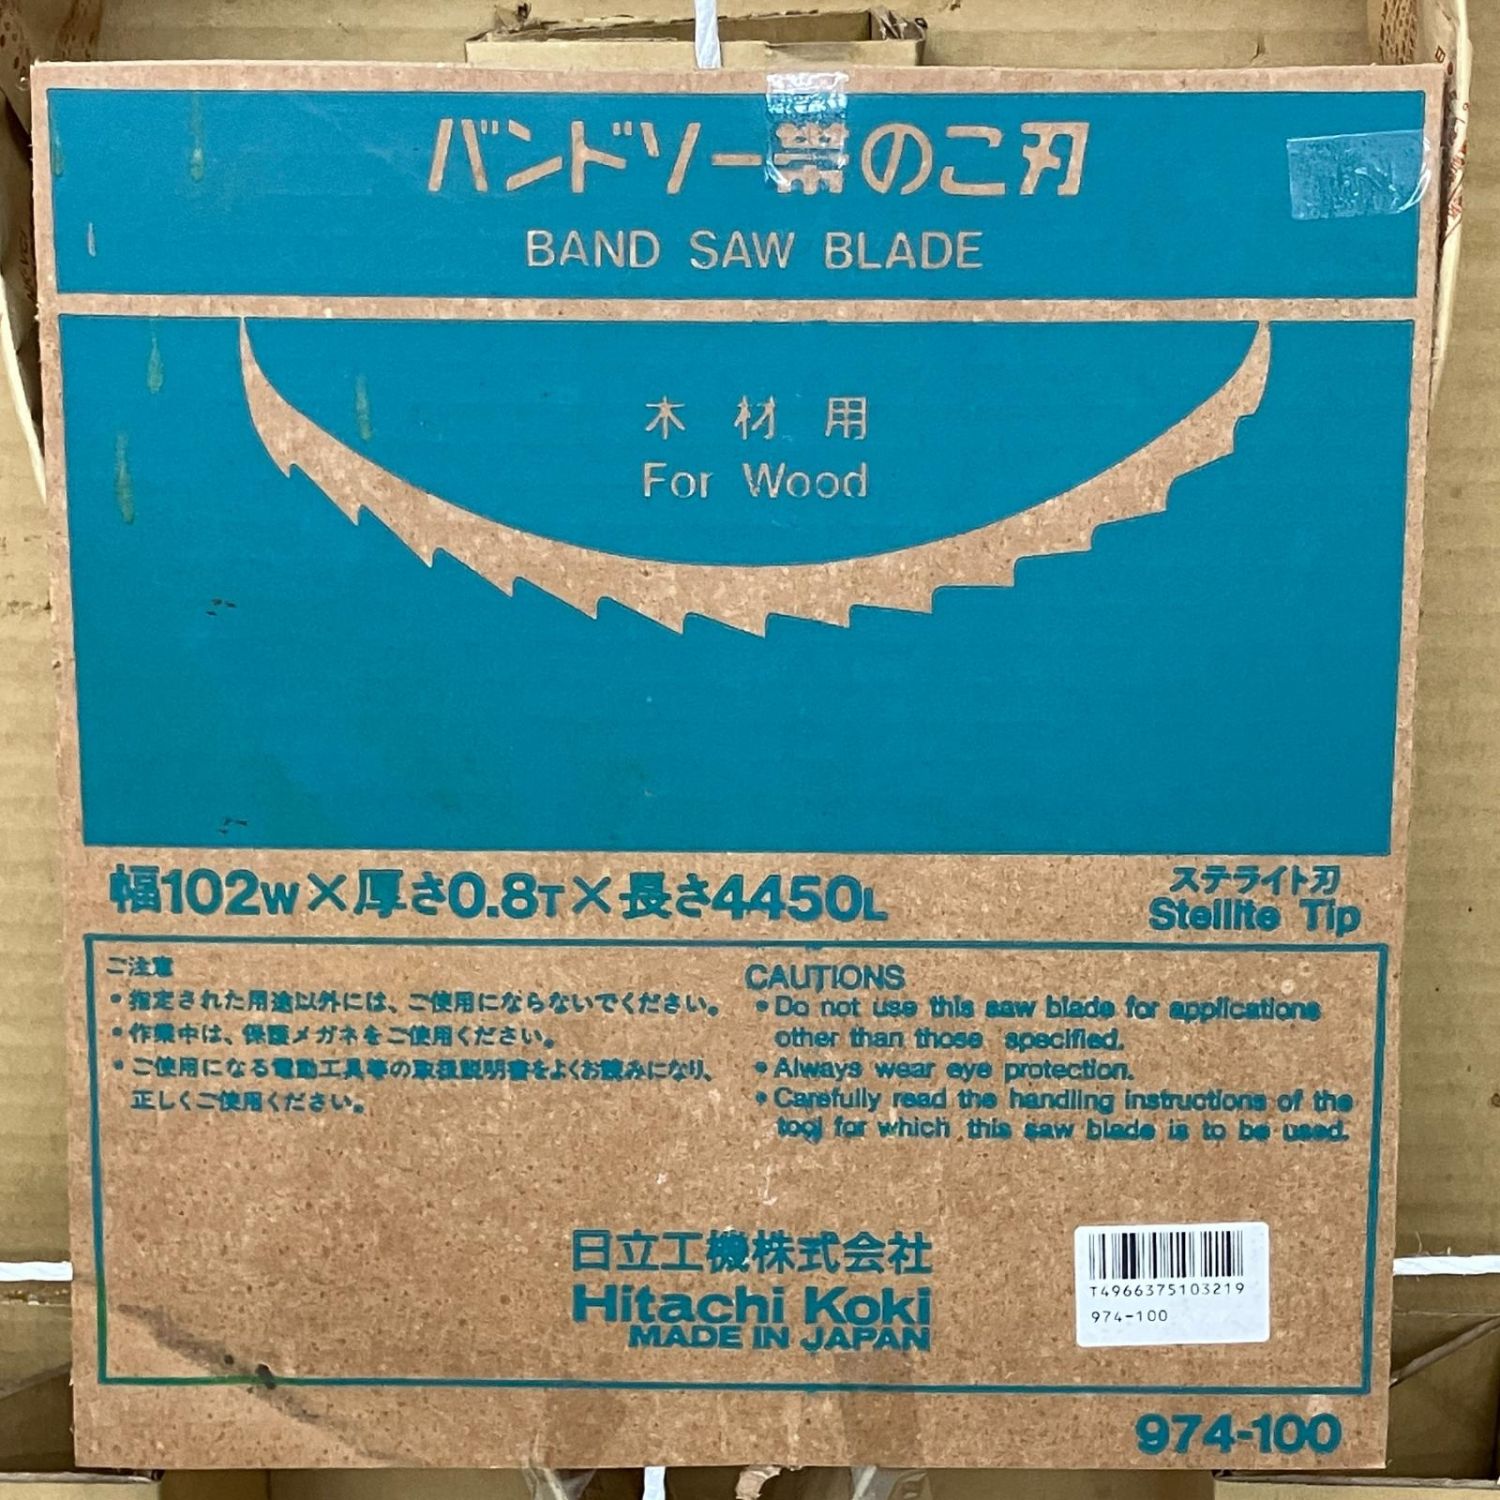 バンドソー帯のこ刃
BAND SAW BLADE
木材用
For Wood
幅102W×厚さ0.8T×長さ4450L
ステライト刃
Stellite Tip
ご注意
・指定された用途以外には、ご使用にならないでください。
・作業中は、保護メガネをご使用ください。
・ご使用になる電動工具等の取扱説明書をよくお読みになり、
正しくご使用ください。
CAUTIONS
・Do not use this saw blade for applications
other than those specified.
・Always wear eye protection.
・Carefully read the handling instructions of the
tool for which this saw blade is to be used.
日立工機株式会社
Hitachi Koki
MADE IN JAPAN
T4966375103219
974-100
974-100